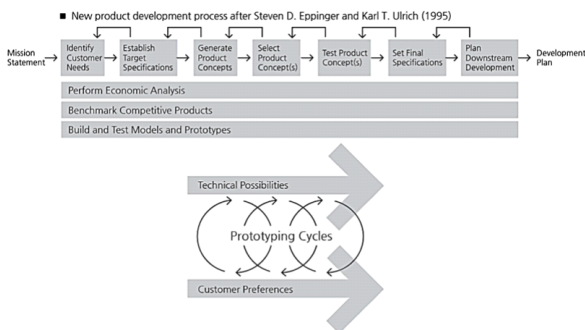 ■ New product development process after Steven D. Eppinger and Karl T. Ulrich (1995)
Mission
Statement
Identify
Customer
Needs
Establish
Target
Specifications
Generate
Product
Concepts
Select
Product
Concept(s)
Test Product
Concept(s)
Set Final
Specifications
Plan
Downstream
Development
Development
Plan
Perform Economic Analysis
Benchmark Competitive Products
Build and Test Models and Prototypes
Technical Possibilities
Prototyping Cycles
Customer Preferences